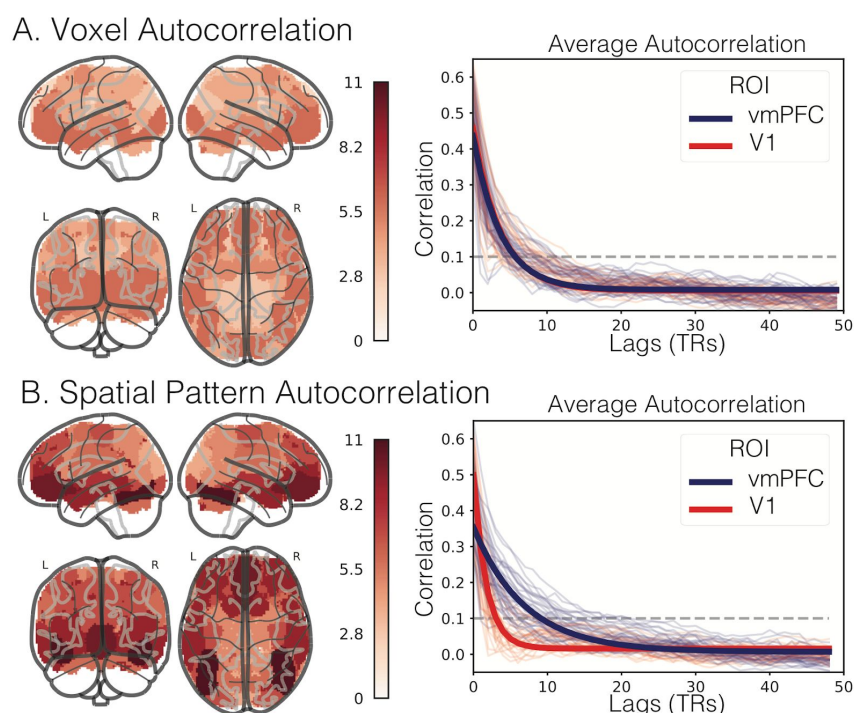 A. Voxel Autocorrelation
L
R
L
R
11
8.2
5.5
2.8
0
Average Autocorrelation
ROI
vmPFC
V1
Correlation
0.6
0.5
0.4
0.3
0.2
0.1
0.0
0 10 20 30 40 50
Lags (TRs)
B. Spatial Pattern Autocorrelation
L
R
L
R
11
8.2
5.5
2.8
0
Average Autocorrelation
ROI
vmPFC
V1
Correlation
0.6
0.5
0.4
0.3
0.2
0.1
0.0
0 10 20 30 40 50
Lags (TRs)